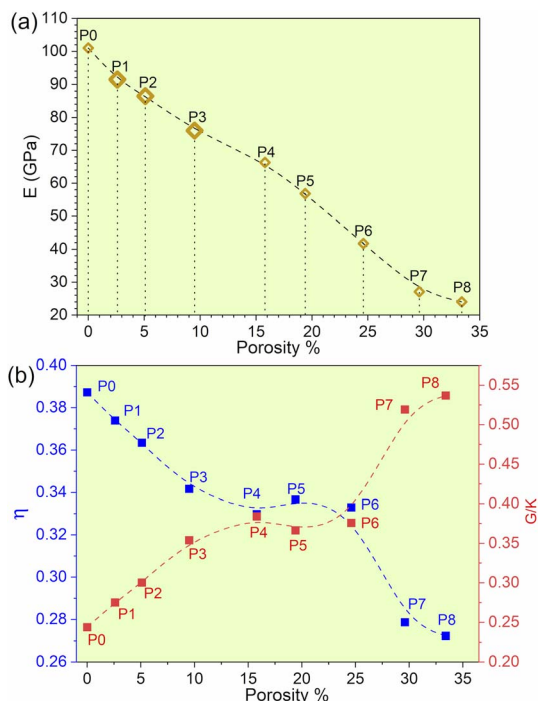 (a)
110
100
90
80
70
60
50
40
30
20
E (GPa)
P0
P1
P2
P3
P4
P5
P6
P7
P8
0 5 10 15 20 25 30 35
Porosity %
(b)
0.40
0.38
0.36
0.34
0.32
0.30
0.28
0.26
η
P0
P1
P2
P3
P4
P5
P6
P7
P8
P0
P1
P2
P3
P4
P5
P6
P7
P8
0.55
0.50
0.45
0.40
0.35
0.30
0.25
0.20
G/K
0 5 10 15 20 25 30 35
Porosity %